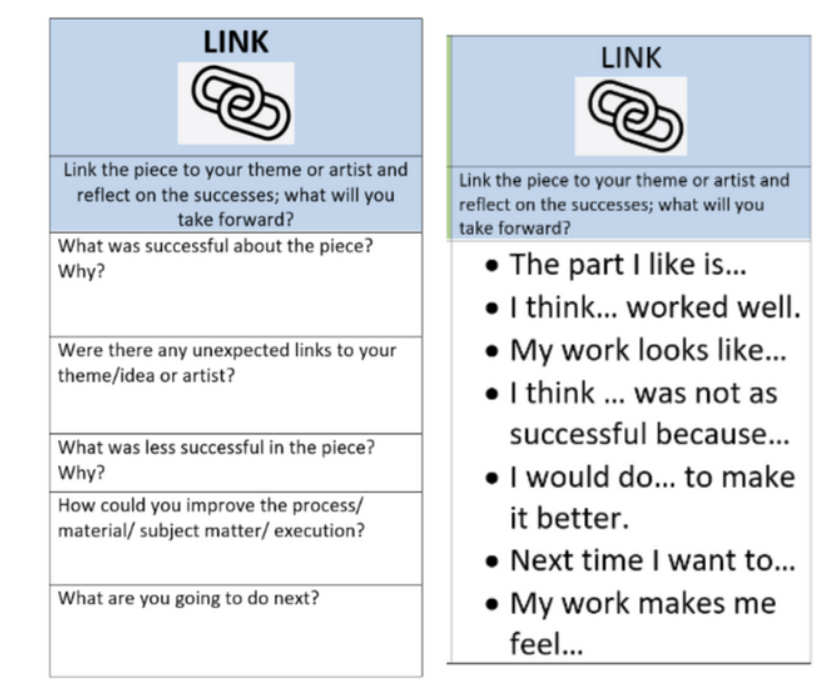 LINK
Link the piece to your theme or artist and
reflect on the successes; what will you
take forward?
What was successful about the piece?
Why?
Were there any unexpected links to your
theme/idea or artist?
What was less successful in the piece?
Why?
How could you improve the process/
material/ subject matter/ execution?
What are you going to do next?
LINK
Link the piece to your theme or artist and
reflect on the successes; what will you
take forward?
• The part I like is...
• I think... worked well.
• My work looks like...
• I think ... was not as
successful because...
• I would do... to make
it better.
• Next time I want to...
• My work makes me
feel...